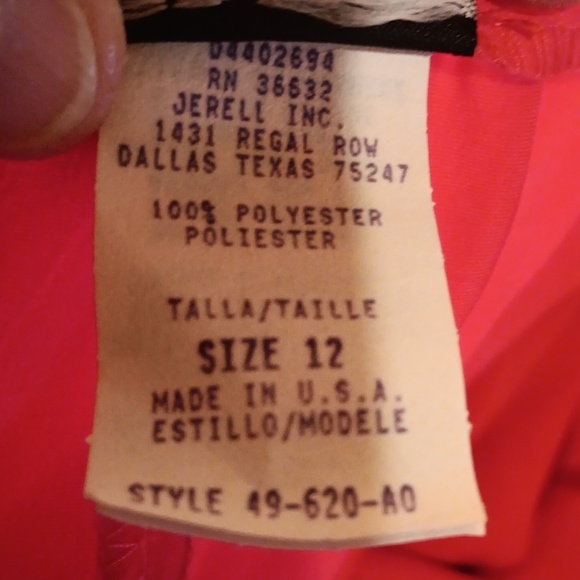 04402694
RN 36632
JERELL INC.
1431 REGAL ROW
DALLAS TEXAS 75247
100% POLYESTER
POLIESTER
TALLA/TAILLE
SIZE 12
MADE IN U.S.A.
ESTILLO/MODELE
STYLE 49-620-A0